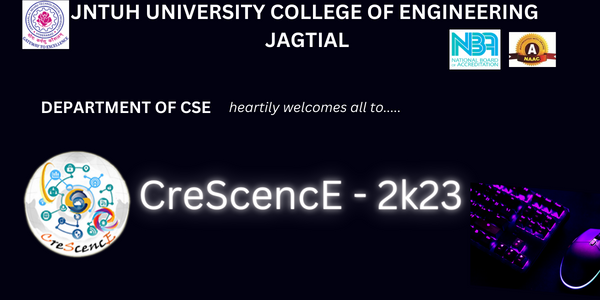 JNTUH UNIVERSITY COLLEGE OF ENGINEERING
JAGTIAL
NBA
NATIONAL BOARD
OF ACCREDITATION
A
NAAC
DEPARTMENT OF CSE heartily welcomes all to.....
CreScencE - 2k23
CreScencE